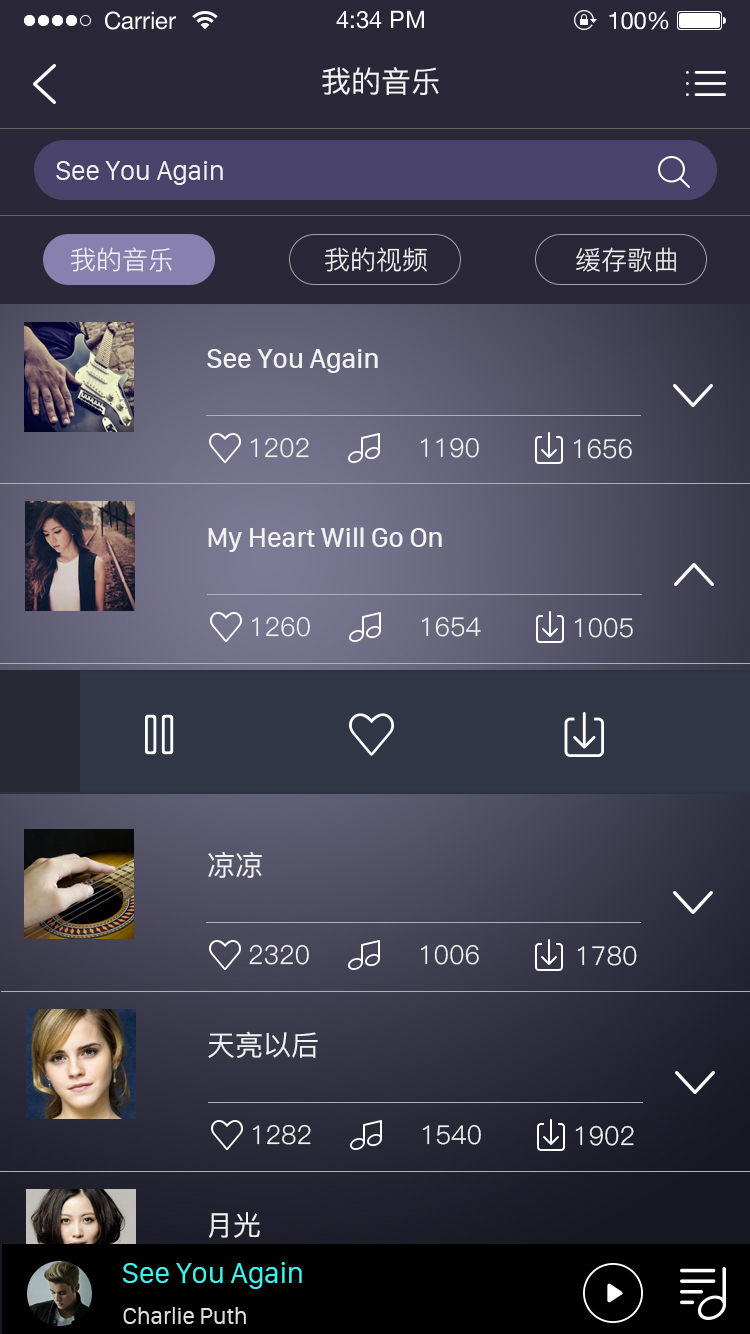 Carrier 4:34 PM 100%
我的音乐
See You Again
我的音乐 我的视频 缓存歌曲
See You Again
1202 1190 1656
My Heart Will Go On
1260 1654 1005
凉凉
2320 1006 1780
天亮以后
1282 1540 1902
月光
See You Again
Charlie Puth